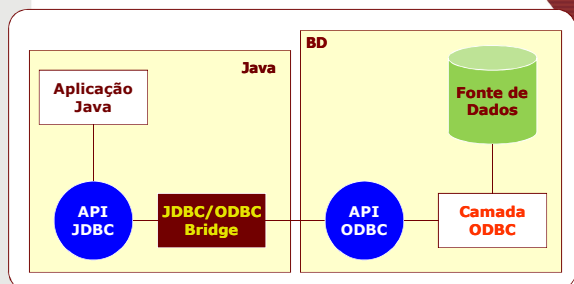 Java
Aplicação
Java
API
JDBC
JDBC/ODBC
Bridge
BD
Fonte de
Dados
API
ODBC
Camada
ODBC